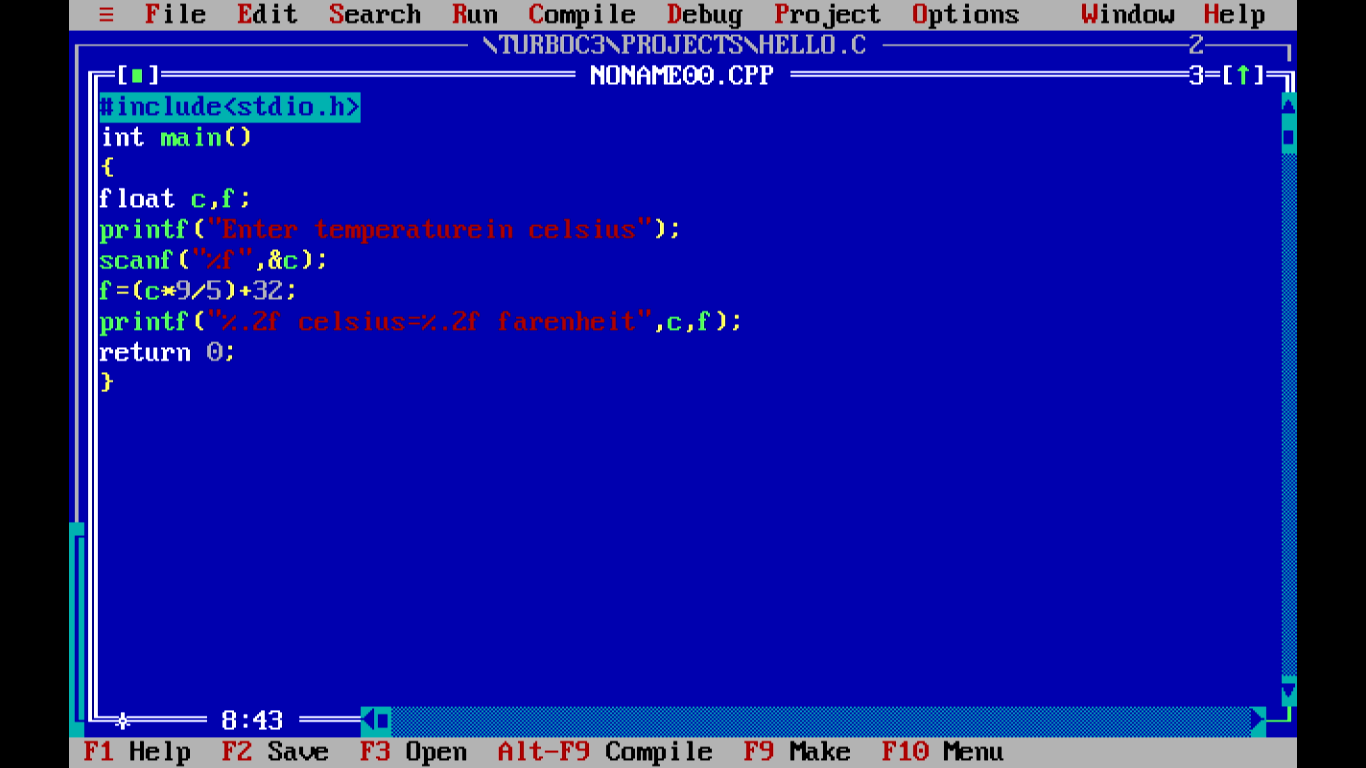 ≡ File Edit Search Run Compile Debug Project Options Window Help
\TURBOC3\PROJECTS\HELLO.C 2
[■] NONAME00.CPP 3=[↑]
#include<stdio.h>
int main()
{
float c,f;
printf("Enter temperaturein celsius");
scanf("%f",&c);
f=(c*9/5)+32;
printf("%.2f celsius=%.2f farenheit",c,f);
return 0;
}
* 8:43
F1 Help F2 Save F3 Open Alt-F9 Compile F9 Make F10 Menu